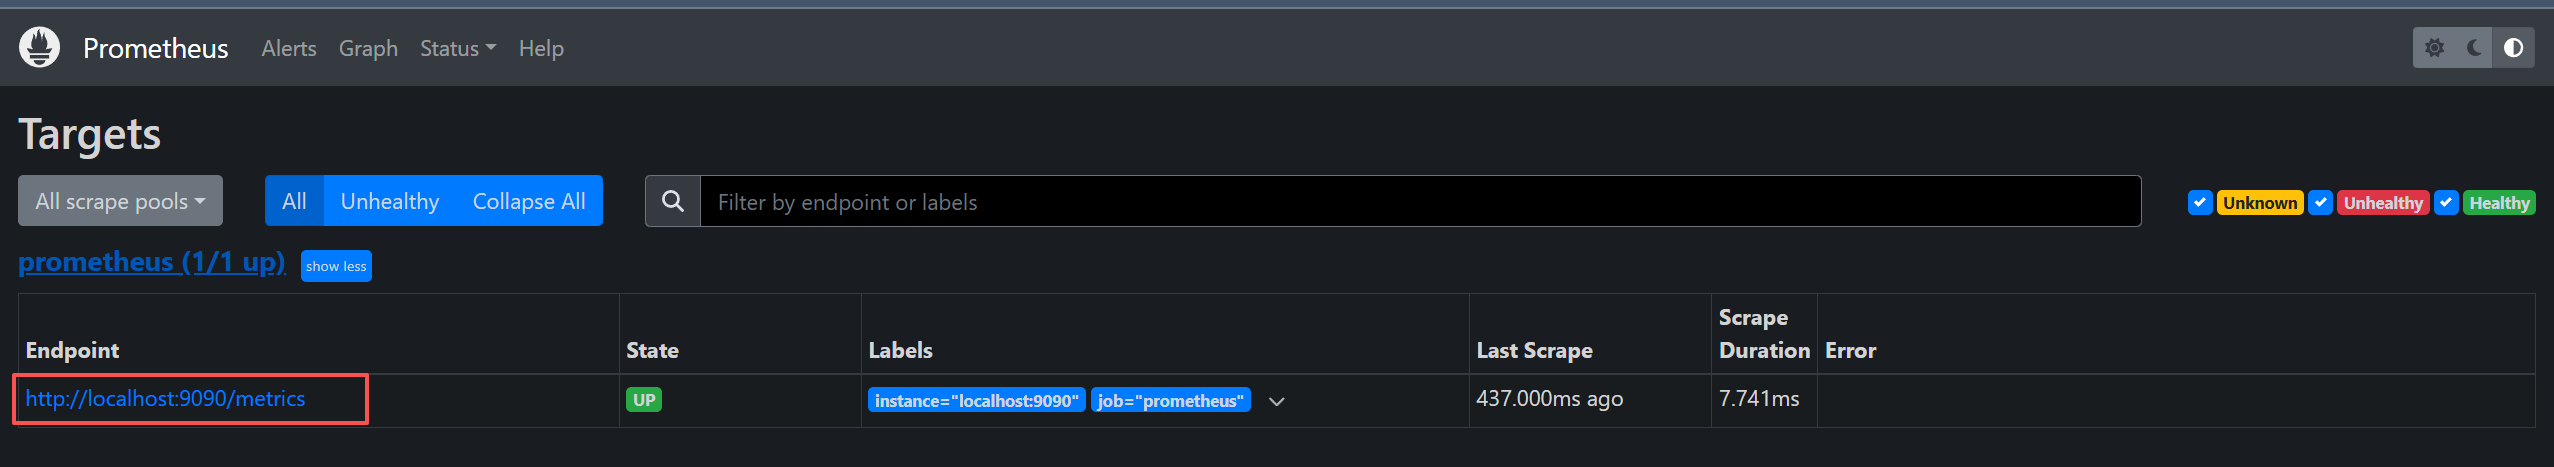 Prometheus Alerts Graph Status Help
Targets
All scrape pools All Unhealthy Collapse All Filter by endpoint or labels Unknown Unhealthy Healthy
prometheus (1/1 up) show less
Endpoint State Labels Last Scrape Scrape Duration Error
http://localhost:9090/metrics UP instance="localhost:9090" job="prometheus" 437.000ms ago 7.741ms